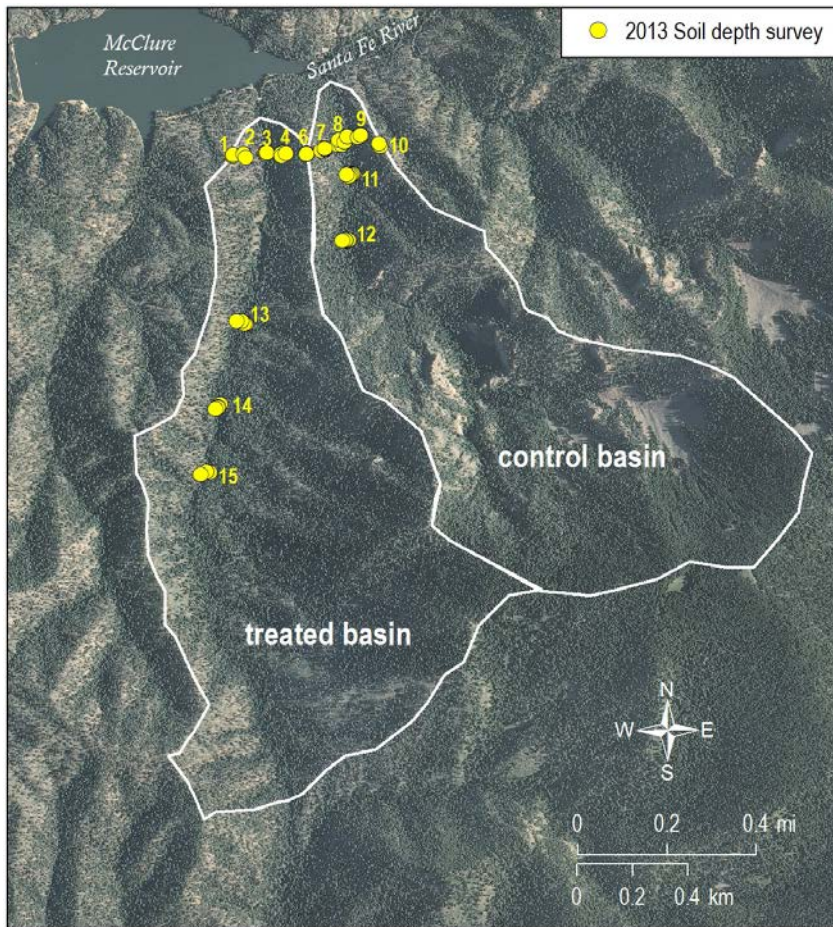 2013 Soil depth survey
McClure
Reservoir
Santa Fe River
1
2
3
4
6
7
8
9
10
11
12
13
14
15
control basin
treated basin
N
W
E
S
0
0.2
0.4 mi
0
0.2
0.4 km